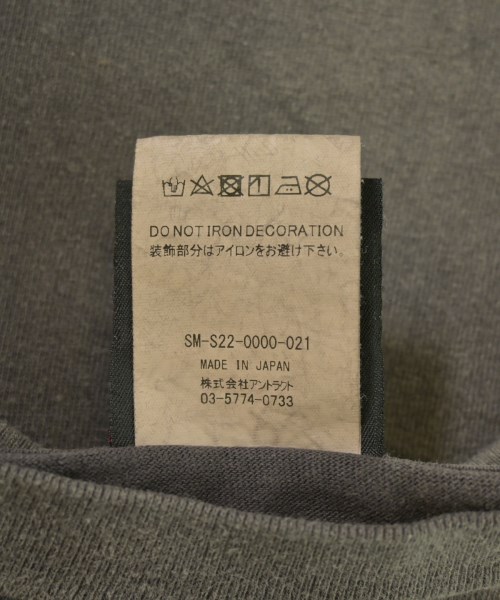 DO NOT IRON DECORATION
装飾部分はアイロンをお避け下さい。
SM-S22-0000-021
MADE IN JAPAN
株式会社アントラント
03-5774-0733